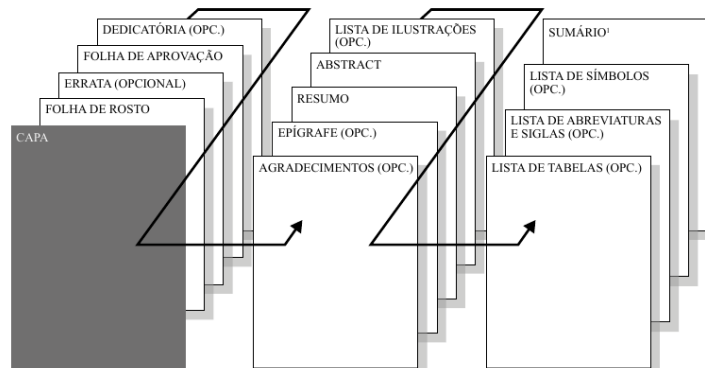 DEDICATÓRIA (OPC.)
FOLHA DE APROVAÇÃO
ERRATA (OPCIONAL)
FOLHA DE ROSTO
CAPA
LISTA DE ILUSTRAÇÕES
(OPC.)
ABSTRACT
RESUMO
EPÍGRAFE (OPC.)
AGRADECIMENTOS (OPC.)
SUMÁRIO¹
LISTA DE SÍMBOLOS
(OPC.)
LISTA DE ABREVIATURAS
E SIGLAS (OPC.)
LISTA DE TABELAS (OPC.)